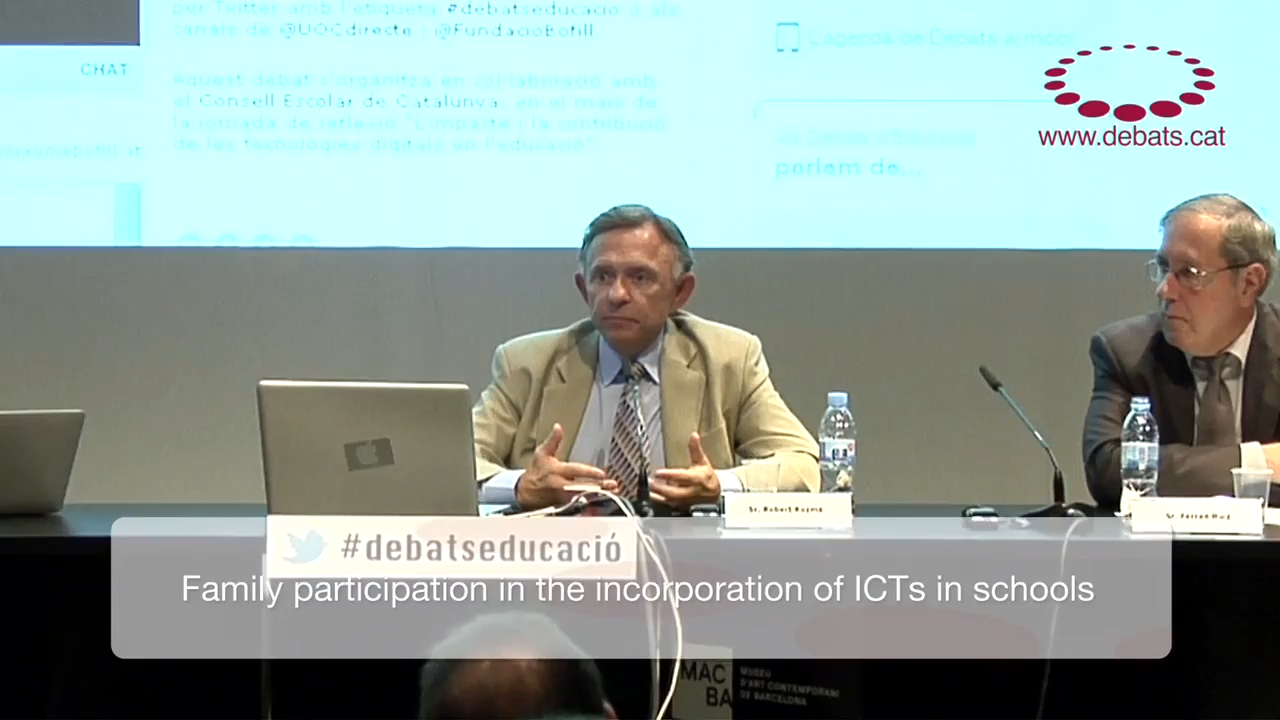 per Twitter amb l'etiqueta #debatseducacio o als
canals de @UOCdirecte i @FundacioBofill.
L'agenda de Debats al mòbil
CHAT
Aquest debat s'organitza en col·laboració amb
el Consell Escolar de Catalunya, en el marc de
la jornada de reflexió "L'impacte i la contribució
de les tecnologies digitals en l'educació".
parlem de...
www.debats.cat
Sr. Robert Kozma
Sr. Ferran Ruiz
#debatseducació
Family participation in the incorporation of ICTs in schools
MAC
BA
MUSEU
D'ART CONTEMPORANI
DE BARCELONA